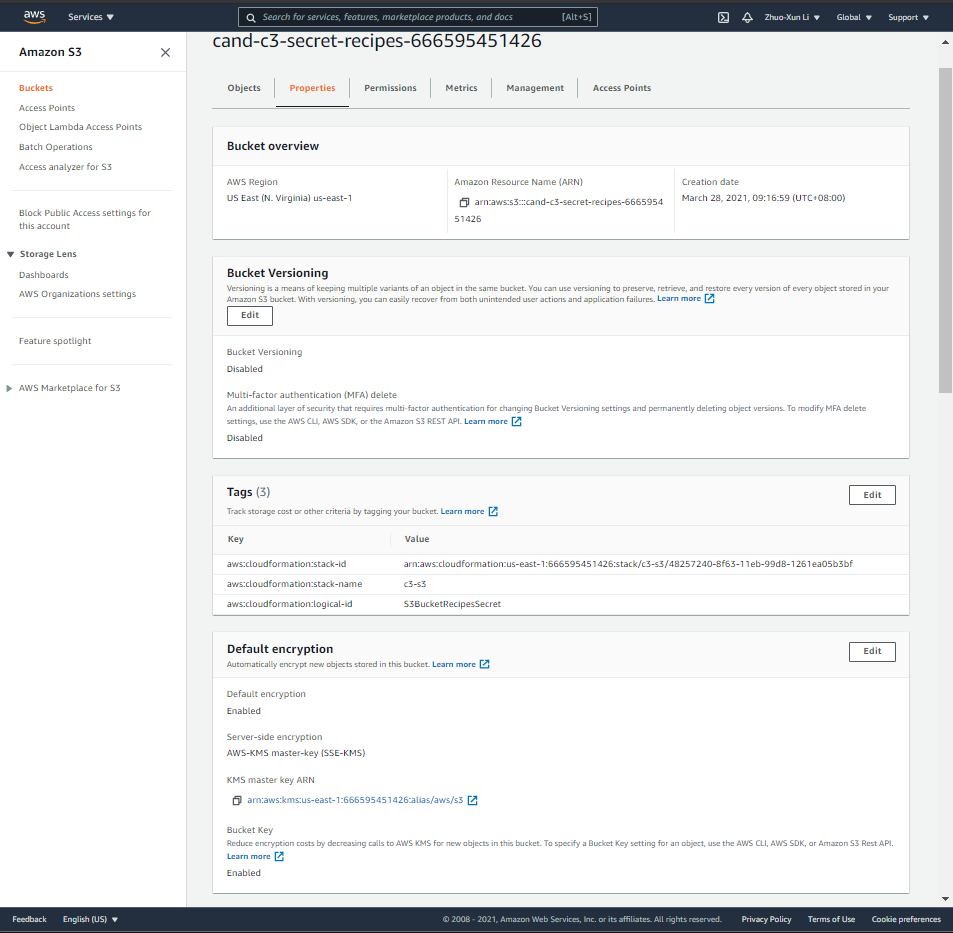 aws
Services ▼
Search for services, features, marketplace products, and docs
[Alt+S]
Zhuo-Xun Li ▼
Global ▼
Support ▼
Amazon S3
Buckets
Access Points
Object Lambda Access Points
Batch Operations
Access analyzer for S3
Block Public Access settings for
this account
Storage Lens
Dashboards
AWS Organizations settings
Feature spotlight
AWS Marketplace for S3
cand-c3-secret-recipes-666595451426
Objects
Properties
Permissions
Metrics
Management
Access Points
Bucket overview
AWS Region
US East (N. Virginia) us-east-1
Amazon Resource Name (ARN)
arn:aws:s3:::cand-c3-secret-recipes-6665954
51426
Creation date
March 28, 2021, 09:16:59 (UTC+08:00)
Bucket Versioning
Versioning is a means of keeping multiple variants of an object in the same bucket. You can use versioning to preserve, retrieve, and restore every version of every object stored in your
Amazon S3 bucket. With versioning, you can easily recover from both unintended user actions and application failures. Learn more
Edit
Bucket Versioning
Disabled
Multi-factor authentication (MFA) delete
An additional layer of security that requires multi-factor authentication for changing Bucket Versioning settings and permanently deleting object versions. To modify MFA delete
settings, use the AWS CLI, AWS SDK, or the Amazon S3 REST API. Learn more
Disabled
Tags (3)
Track storage cost or other criteria by tagging your bucket. Learn more
Edit
Key
Value
aws:cloudformation:stack-id
arn:aws:cloudformation:us-east-1:666595451426:stack/c3-s3/48257240-8f63-11eb-99d8-1261ea05b3bf
aws:cloudformation:stack-name
c3-s3
aws:cloudformation:logical-id
S3BucketRecipesSecret
Default encryption
Automatically encrypt new objects stored in this bucket. Learn more
Edit
Default encryption
Enabled
Server-side encryption
AWS-KMS master-key (SSE-KMS)
KMS master key ARN
arn:aws:kms:us-east-1:666595451426:alias/aws/s3
Bucket Key
Reduce encryption costs by decreasing calls to AWS KMS for new objects in this bucket. To specify a Bucket Key setting for an object, use the AWS CLI, AWS SDK, or Amazon S3 Rest API.
Learn more
Enabled
Feedback
English (US) ▼
© 2008 - 2021, Amazon Web Services, Inc. or its affiliates. All rights reserved.
Privacy Policy
Terms of Use
Cookie preferences